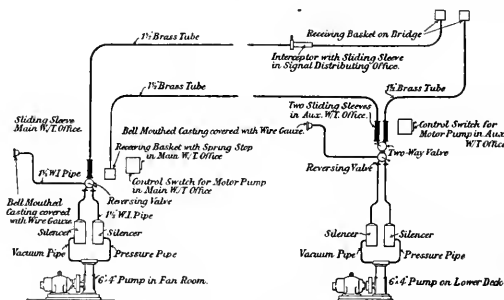 Receiving Basket on Bridge
1½ Brass Tube
Interceptor with Sliding Sleeve
in Signal Distributing Office.
1½ Brass Tube
1½ Brass Tube
Sliding Sleeve
Main W/T Office.
Two Sliding Sleeves
in Aux. W/T Office.
Control Switch for
Motor Pump in Aux.
W/T Office
Bell Mouthed Casting covered with Wire Gauze.
Receiving Basket with Spring Stop
in Main W/T Office
Two-Way Valve
Reversing Valve
1½ W.I Pipe
Control Switch for Motor Pump
in Main W/T Office
Bell Mouthed
Casting covered
with Wire Gauze.
Reversing Valve
1½ W.I. Pipe
Silencer
Silencer
Vacuum Pipe
Pressure Pipe
6"×4" Pump in Fan Room.
Silencer
Silencer
Vacuum Pipe
Pressure Pipe
6"×4" Pump on Lower Deck